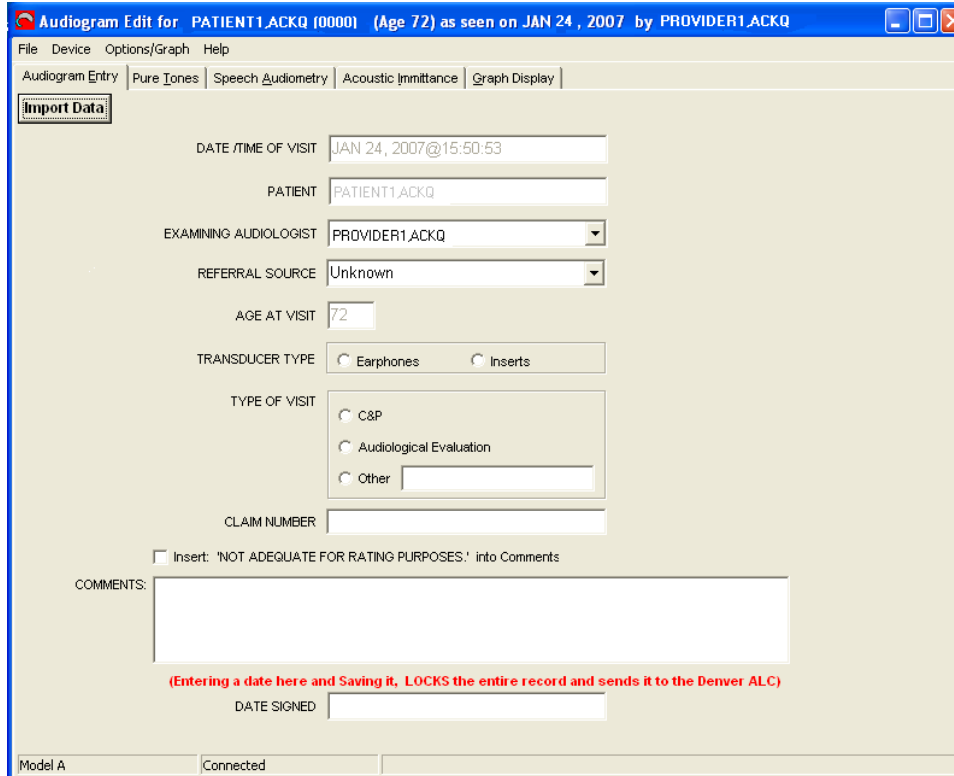 Audiogram Edit for PATIENT1,ACKQ (0000) (Age 72) as seen on JAN 24 , 2007 by PROVIDER1,ACKQ
File Device Options/Graph Help
Audiogram Entry Pure Tones Speech Audiometry Acoustic Immittance Graph Display
Import Data
DATE /TIME OF VISIT JAN 24, 2007@15:50:53
PATIENT PATIENT1,ACKQ
EXAMINING AUDIOLOGIST PROVIDER1,ACKQ
REFERRAL SOURCE Unknown
AGE AT VISIT 72
TRANSDUCER TYPE Earphones Inserts
TYPE OF VISIT
C&P
Audiological Evaluation
Other
CLAIM NUMBER
Insert: 'NOT ADEQUATE FOR RATING PURPOSES.' into Comments
COMMENTS:
(Entering a date here and Saving it, LOCKS the entire record and sends it to the Denver ALC)
DATE SIGNED
Model A Connected